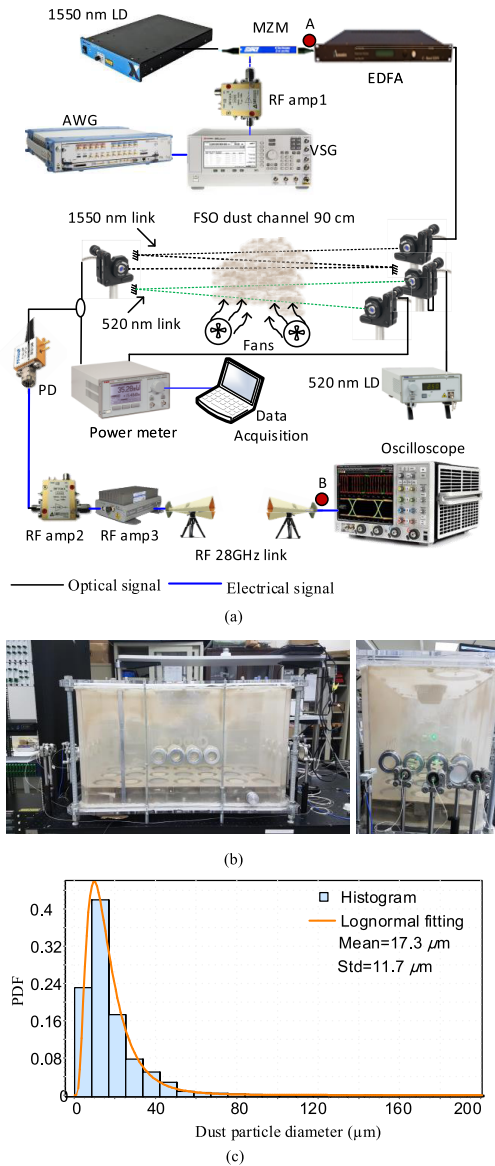 1550 nm LD
MZM
A
EDFA
RF amp1
AWG
VSG
1550 nm link
FSO dust channel 90 cm
520 nm link
Fans
PD
Power meter
Data
Acquisition
520 nm LD
Oscilloscope
B
RF amp2
RF amp3
RF 28GHz link
Optical signal
Electrical signal
(a)
(b)
Histogram
Lognormal fitting
Mean=17.3 µm
Std=11.7 µm
PDF
0.4
0.32
0.24
0.16
0.08
0
0
40
80
120
160
200
Dust particle diameter (µm)
(c)